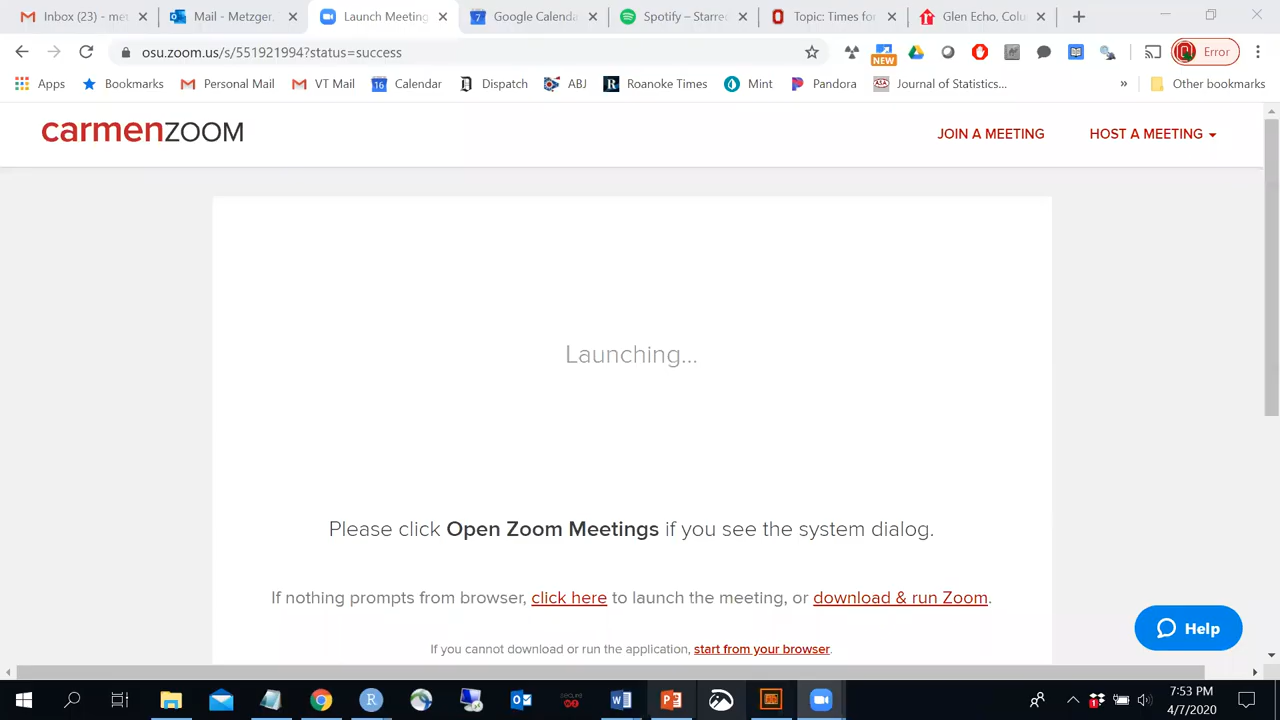 Inbox (23) - me
Mail - Metzger,
Launch Meeting
Google Calenda
Spotify – Starred
Topic: Times for
Glen Echo, Colu
osu.zoom.us/s/551921994?status=success
NEW
Error
Apps
Bookmarks
Personal Mail
VT Mail
16
Calendar
Dispatch
ABJ
Roanoke Times
Mint
Pandora
Journal of Statistics...
»
Other bookmarks
carmenZOOM
JOIN A MEETING
HOST A MEETING
Launching...
Please click Open Zoom Meetings if you see the system dialog.
If nothing prompts from browser, click here to launch the meeting, or download & run Zoom.
Help
If you cannot download or run the application, start from your browser.
7:53 PM
4/7/2020